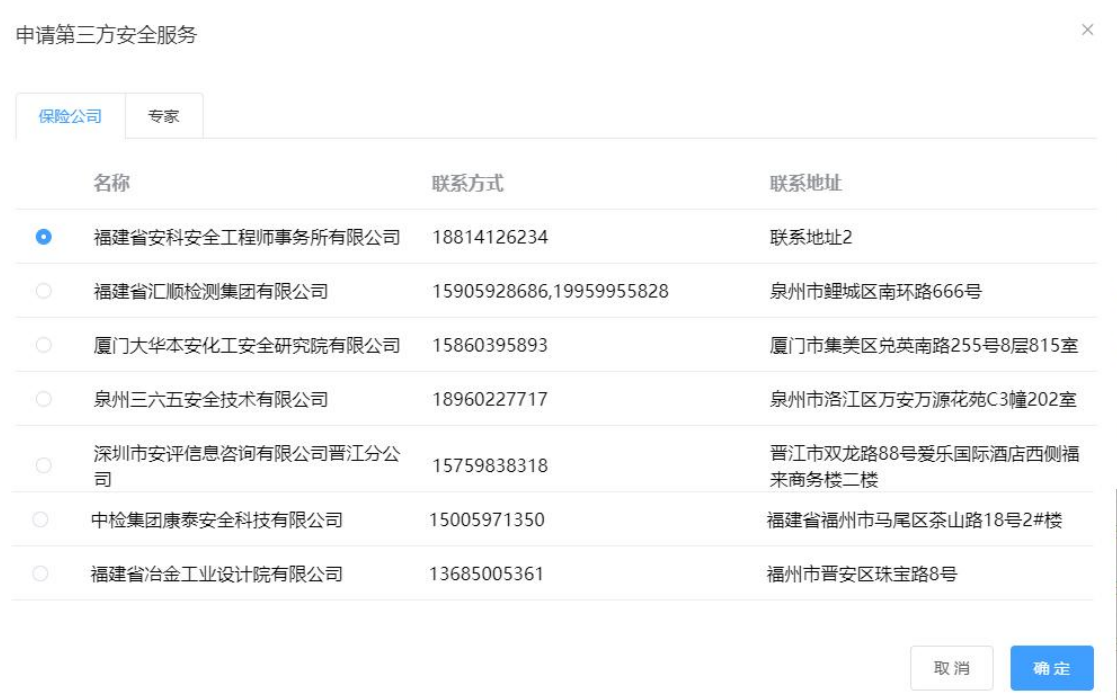 申请第三方安全服务
保险公司 专家
名称 联系方式 联系地址
福建省安科安全工程师事务所有限公司 18814126234 联系地址2
福建省汇顺检测集团有限公司 15905928686,19959955828 泉州市鲤城区南环路666号
厦门大华本安化工安全研究院有限公司 15860395893 厦门市集美区兑英南路255号8层815室
泉州三六五安全技术有限公司 18960227717 泉州市洛江区万安万源花苑C3幢202室
深圳市安评信息咨询有限公司晋江分公
司
15759838318
晋江市双龙路88号爱乐国际酒店西侧福
来商务楼二楼
中检集团康泰安全科技有限公司 15005971350 福建省福州市马尾区茶山路18号2#楼
福建省冶金工业设计院有限公司 13685005361 福州市晋安区珠宝路8号
取消 确定